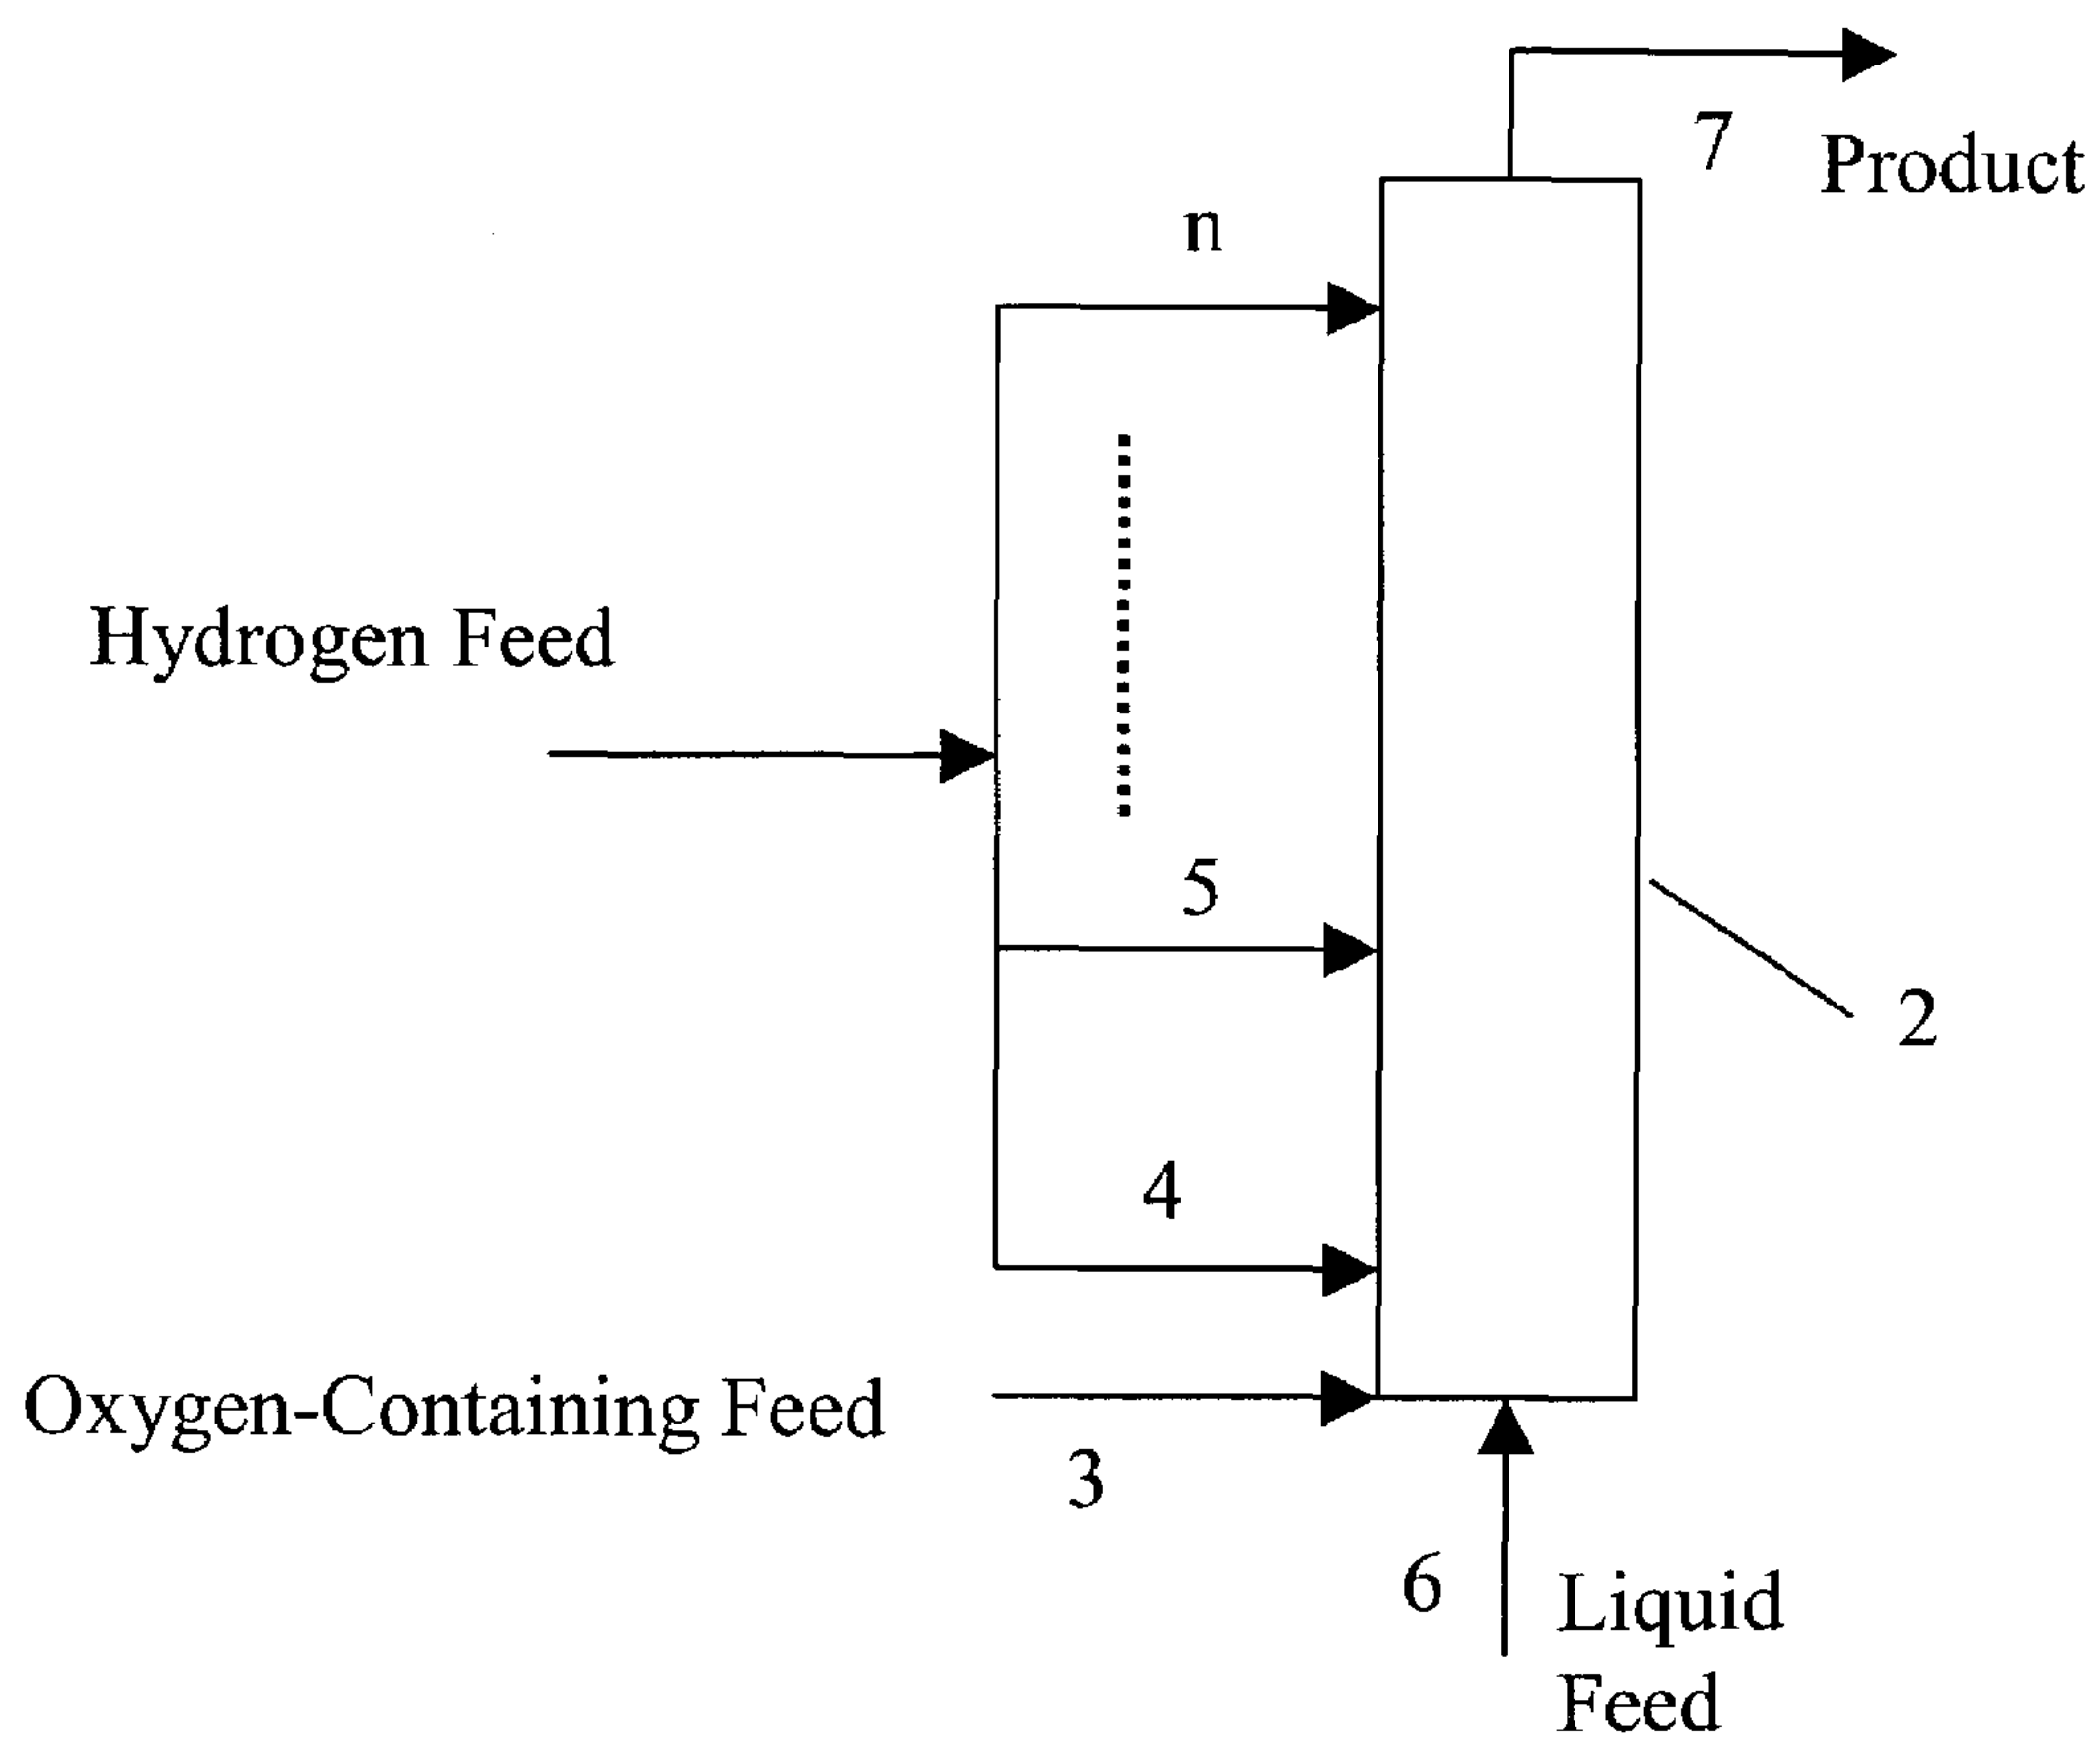 7
Product
n
Hydrogen Feed
5
2
4
Oxygen-Containing Feed
3
6
Liquid
Feed